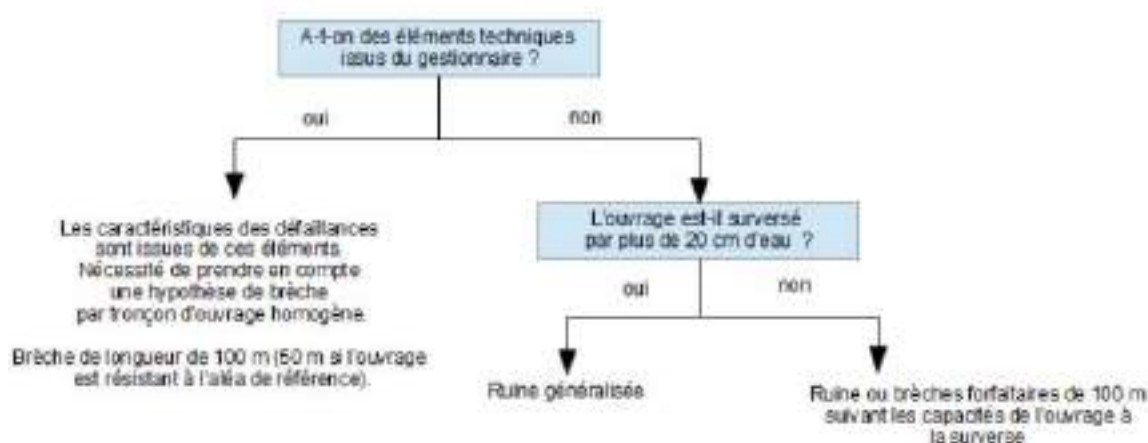 A-t-on des éléments techniques
issus du gestionnaire ?
oui
non
Les caractéristiques des défaillances
sont issues de ces éléments
Nécessité de prendre en compte
une hypothèse de brèche
par tronçon d'ouvrage homogène.
Brèche de longueur de 100 m (50 m si l'ouvrage
est résistant à l'aléa de référence).
L'ouvrage est-il surversé
par plus de 20 cm d'eau ?
oui
non
Ruine généralisée
Ruine ou brèches forfaitaires de 100 m
suivant les capacités de l'ouvrage à
la surverse